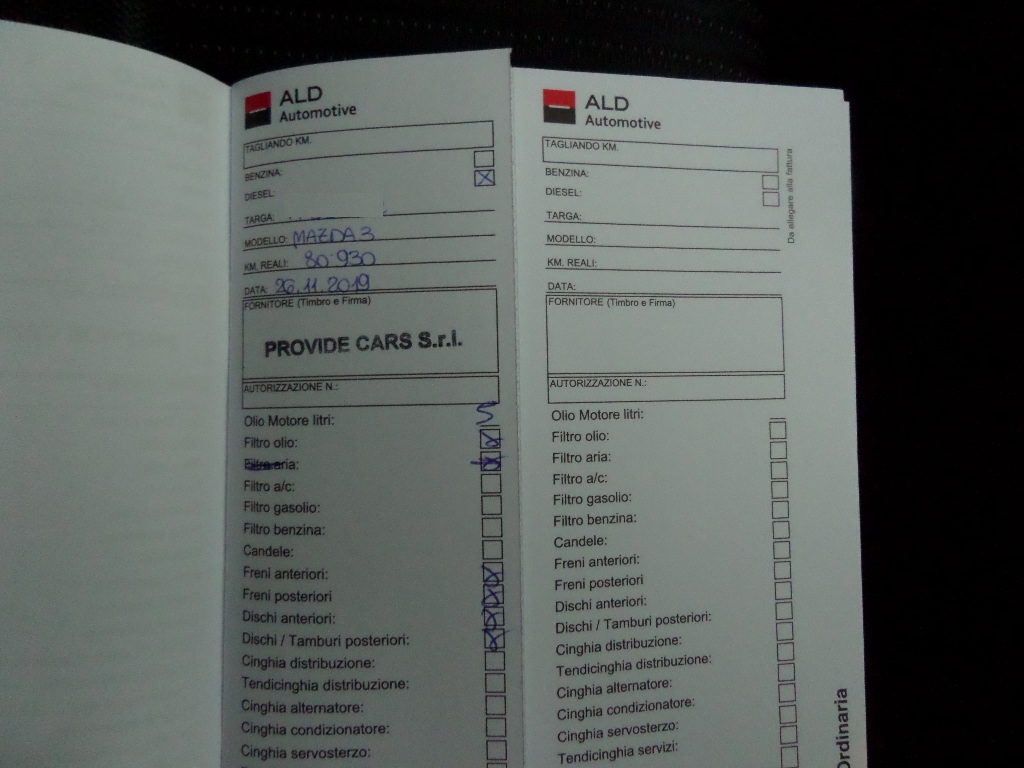 ALD
Automotive
TAGLIANDO KM.
BENZINA:
DIESEL:
TARGA:
MODELLO: MAZDA 3
KM. REALI: 80.930
DATA: 26.11.2019
FORNITORE (Timbro e Firma)
PROVIDE CARS S.r.l.
AUTORIZZAZIONE N.:
Olio Motore litri: 5
Filtro olio:
aria:
Filtro a/c:
Filtro gasolio:
Filtro benzina:
Candele:
Freni anteriori:
Freni posteriori
Dischi anteriori:
Dischi / Tamburi posteriori:
Cinghia distribuzione:
Tendicinghia distribuzione:
Cinghia alternatore:
Cinghia condizionatore:
Cinghia servosterzo:
ALD
Automotive
TAGLIANDO KM.
BENZINA:
DIESEL:
TARGA:
MODELLO:
KM. REALI:
DATA:
FORNITORE (Timbro e Firma)
AUTORIZZAZIONE N.:
Olio Motore litri:
Filtro olio:
Filtro aria:
Filtro a/c:
Filtro gasolio:
Filtro benzina:
Candele:
Freni anteriori:
Freni posteriori
Dischi anteriori:
Dischi / Tamburi posteriori:
Cinghia distribuzione:
Tendicinghia distribuzione:
Cinghia alternatore:
Cinghia condizionatore:
Cinghia servosterzo:
Tendicinghia servizi:
Da allegare alla fattura
Ordinaria